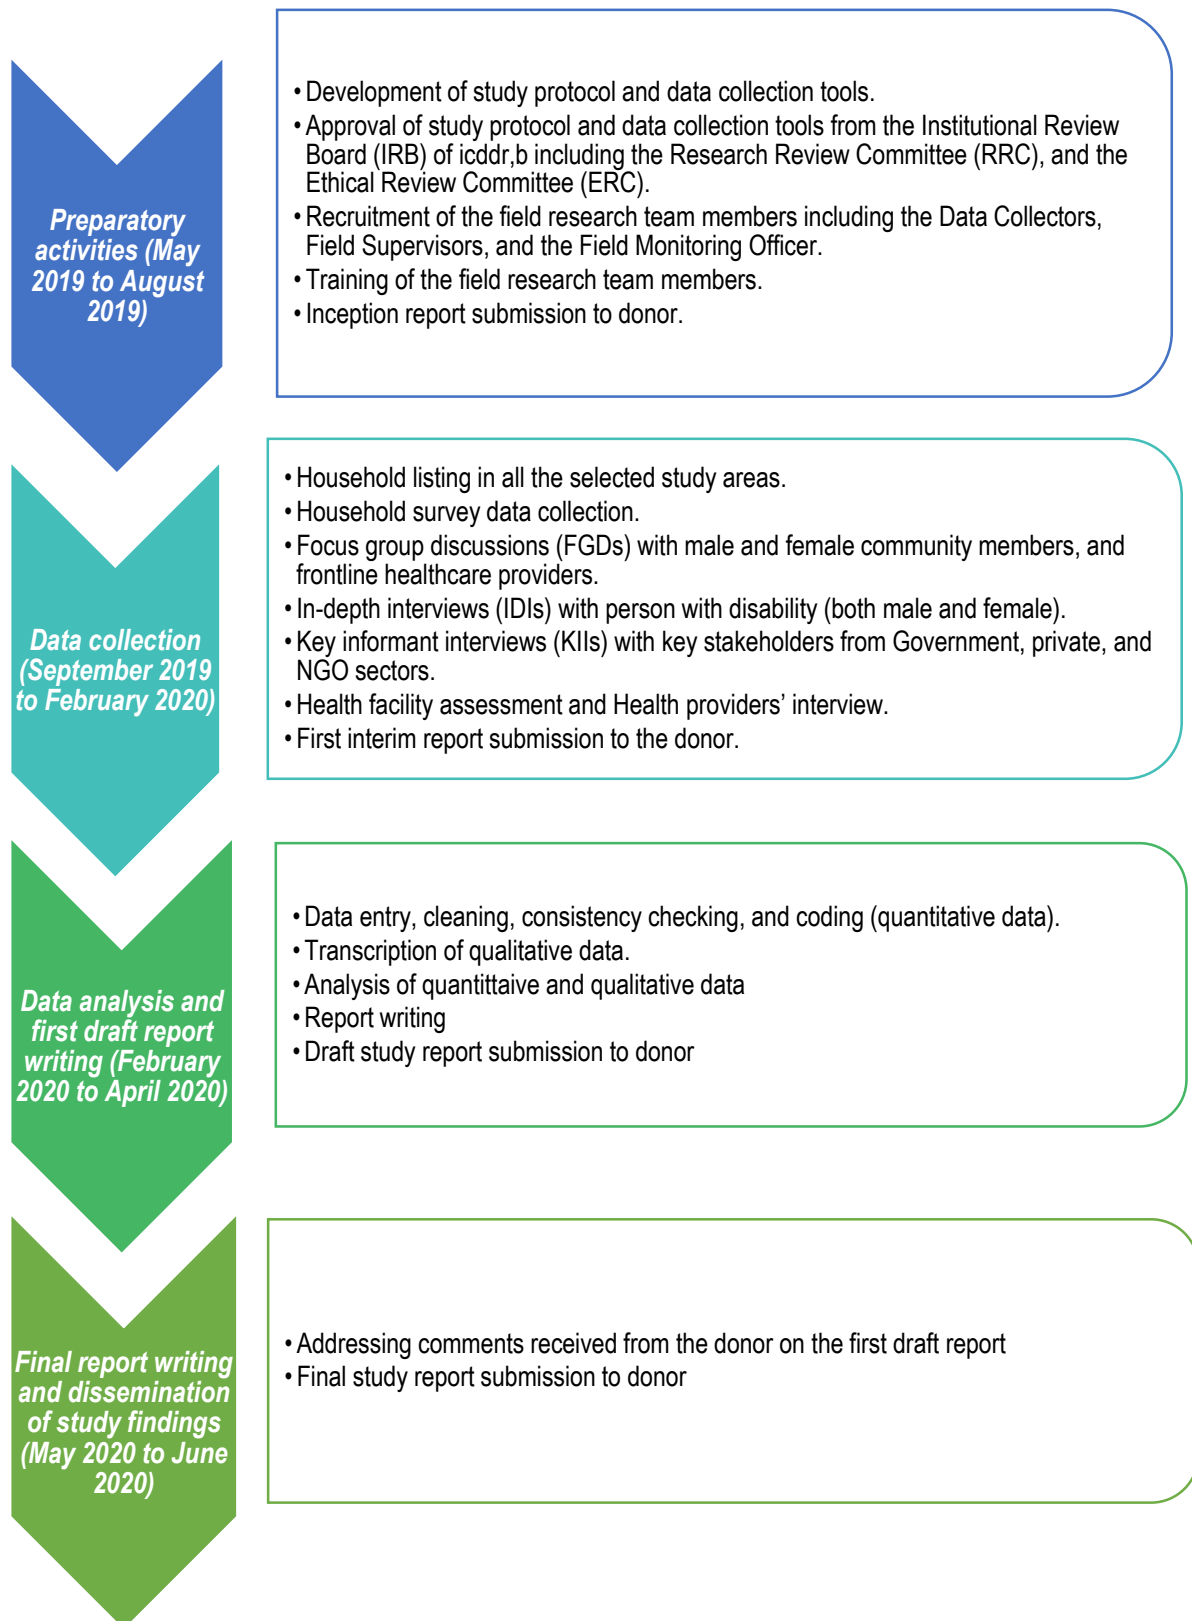 Preparatory
activities (May
2019 to August
2019)
• Development of study protocol and data collection tools.
• Approval of study protocol and data collection tools from the Institutional Review
Board (IRB) of icddr,b including the Research Review Committee (RRC), and the
Ethical Review Committee (ERC).
• Recruitment of the field research team members including the Data Collectors,
Field Supervisors, and the Field Monitoring Officer.
• Training of the field research team members.
• Inception report submission to donor.
Data collection
(September 2019
to February 2020)
• Household listing in all the selected study areas.
• Household survey data collection.
• Focus group discussions (FGDs) with male and female community members, and
frontline healthcare providers.
• In-depth interviews (IDIs) with person with disability (both male and female).
• Key informant interviews (KIIs) with key stakeholders from Government, private, and
NGO sectors.
• Health facility assessment and Health providers’ interview.
• First interim report submission to the donor.
Data analysis and
first draft report
writing (February
2020 to April 2020)
• Data entry, cleaning, consistency checking, and coding (quantitative data).
• Transcription of qualitative data.
• Analysis of quantittaive and qualitative data
• Report writing
• Draft study report submission to donor
Final report writing
and dissemination
of study findings
(May 2020 to June
2020)
• Addressing comments received from the donor on the first draft report
• Final study report submission to donor